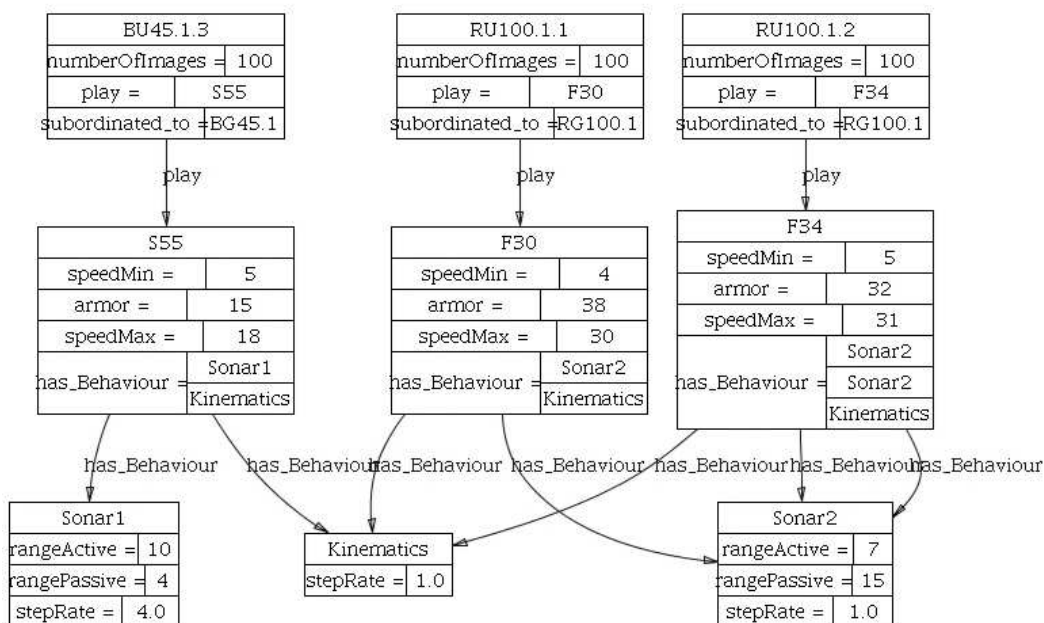 BU45.1.3
numberOfImages = 100
play = S55
subordinated_to =BG45.1
RU100.1.1
numberOfImages = 100
play = F30
subordinated_to =RG100.1
RU100.1.2
numberOfImages = 100
play = F34
subordinated_to =RG100.1
play
play
play
S55
speedMin = 5
armor = 15
speedMax = 18
has_Behaviour = Sonar1
Kinematics
F30
speedMin = 4
armor = 38
speedMax = 30
has_Behaviour = Sonar2
Kinematics
F34
speedMin = 5
armor = 32
speedMax = 31
has_Behaviour = Sonar2
Sonar2
Kinematics
has_Behaviour
has_Behaviour
has_Behaviour
has_Behaviour
has_Behaviour
has_Behaviour
has_Behaviour
Sonar1
rangeActive = 10
rangePassive = 4
stepRate = 4.0
Kinematics
stepRate = 1.0
Sonar2
rangeActive = 7
rangePassive = 15
stepRate = 1.0